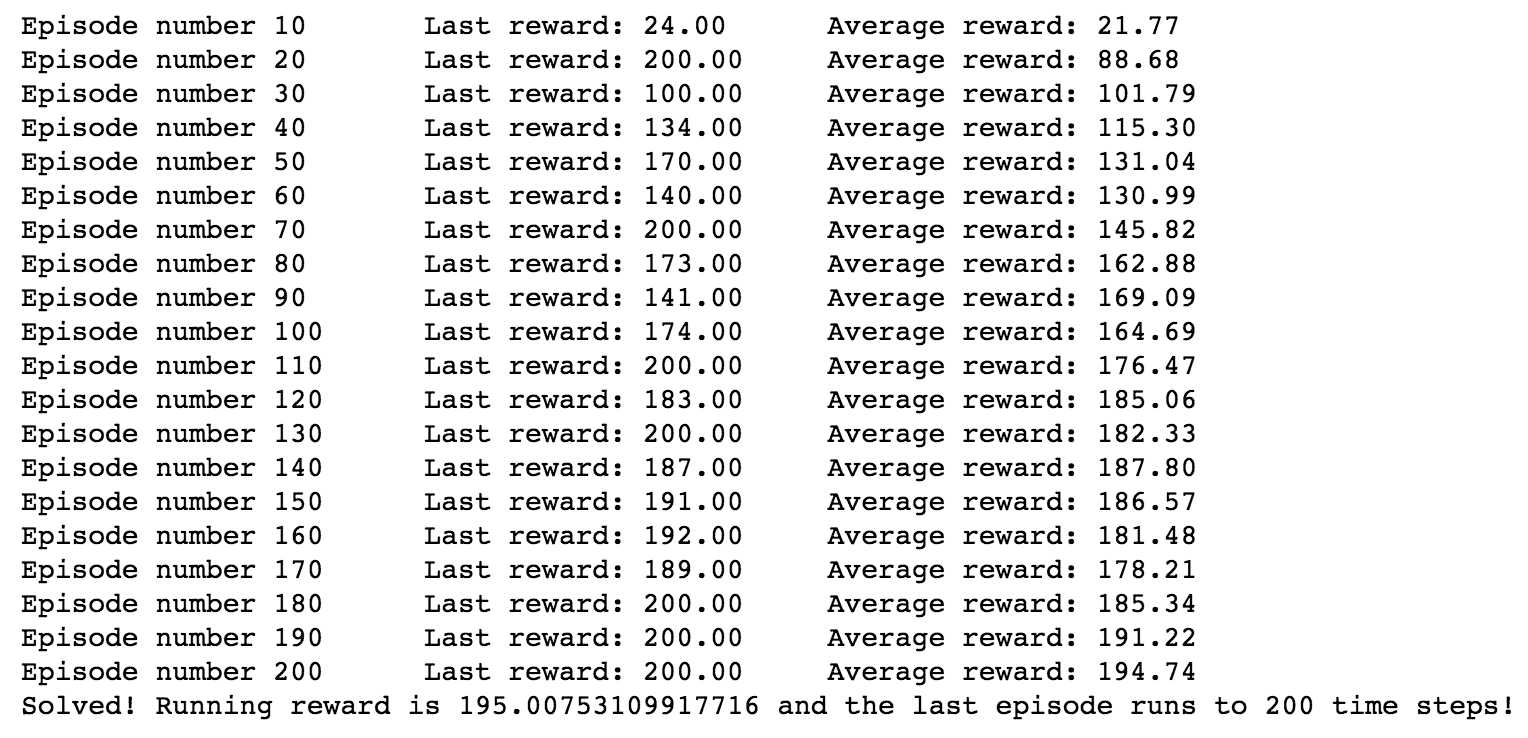 Episode number 10 Last reward: 24.00 Average reward: 21.77
Episode number 20 Last reward: 200.00 Average reward: 88.68
Episode number 30 Last reward: 100.00 Average reward: 101.79
Episode number 40 Last reward: 134.00 Average reward: 115.30
Episode number 50 Last reward: 170.00 Average reward: 131.04
Episode number 60 Last reward: 140.00 Average reward: 130.99
Episode number 70 Last reward: 200.00 Average reward: 145.82
Episode number 80 Last reward: 173.00 Average reward: 162.88
Episode number 90 Last reward: 141.00 Average reward: 169.09
Episode number 100 Last reward: 174.00 Average reward: 164.69
Episode number 110 Last reward: 200.00 Average reward: 176.47
Episode number 120 Last reward: 183.00 Average reward: 185.06
Episode number 130 Last reward: 200.00 Average reward: 182.33
Episode number 140 Last reward: 187.00 Average reward: 187.80
Episode number 150 Last reward: 191.00 Average reward: 186.57
Episode number 160 Last reward: 192.00 Average reward: 181.48
Episode number 170 Last reward: 189.00 Average reward: 178.21
Episode number 180 Last reward: 200.00 Average reward: 185.34
Episode number 190 Last reward: 200.00 Average reward: 191.22
Episode number 200 Last reward: 200.00 Average reward: 194.74
Solved! Running reward is 195.00753109917716 and the last episode runs to 200 time steps!